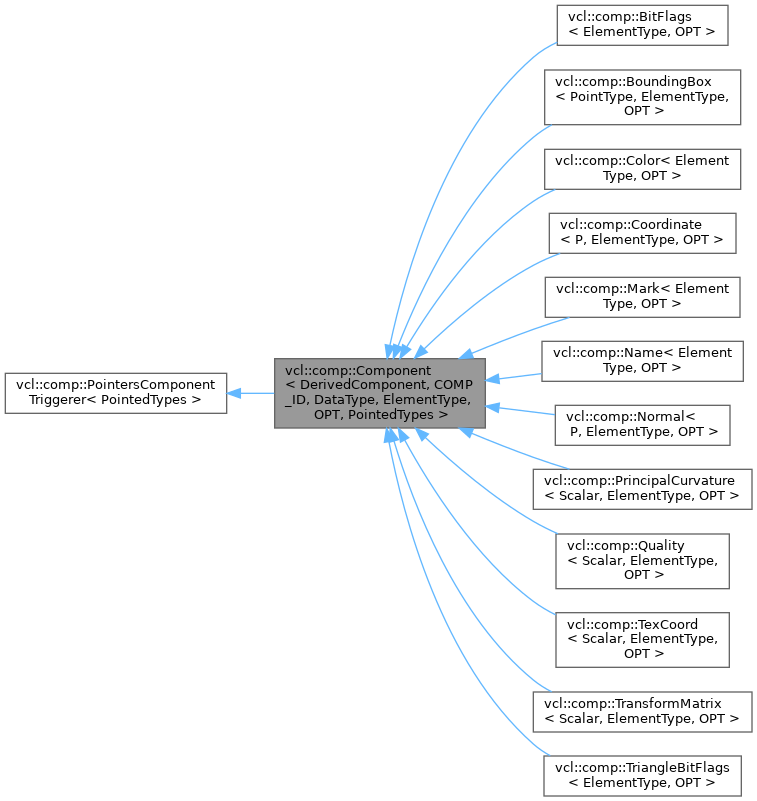 vcl::comp::BitFlags
< ElementType, OPT >
vcl::comp::BoundingBox
< PointType, ElementType,
OPT >
vcl::comp::Color< Element
Type, OPT >
vcl::comp::Coordinate
< P, ElementType, OPT >
vcl::comp::Mark< Element
Type, OPT >
vcl::comp::Name< Element
Type, OPT >
vcl::comp::PointersComponent
Triggerer< PointedTypes >
vcl::comp::Component
< DerivedComponent, COMP
_ID, DataType, ElementType,
OPT, PointedTypes >
vcl::comp::Normal<
P, ElementType, OPT >
vcl::comp::PrincipalCurvature
< Scalar, ElementType, OPT >
vcl::comp::Quality
< Scalar, ElementType,
OPT >
vcl::comp::TexCoord
< Scalar, ElementType,
OPT >
vcl::comp::TransformMatrix
< Scalar, ElementType, OPT >
vcl::comp::TriangleBitFlags
< ElementType, OPT >